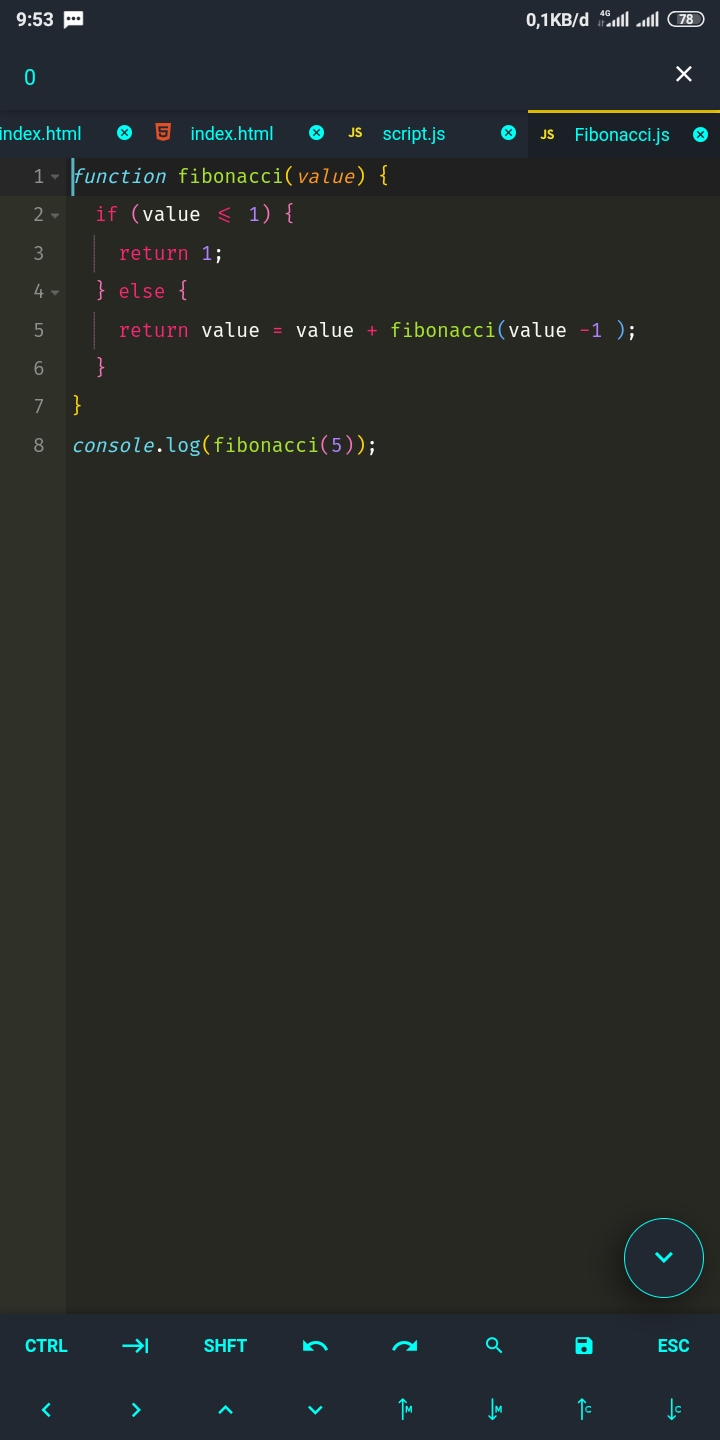 9:53 0,1KB/d 4G 78
0
index.html index.html JS script.js JS Fibonacci.js
1 function fibonacci(value) {
2 if (value <= 1) {
3 return 1;
4 } else {
5 return value = value + fibonacci(value -1 );
6 }
7 }
8 console.log(fibonacci(5));
CTRL SHFT ESC
M M C C